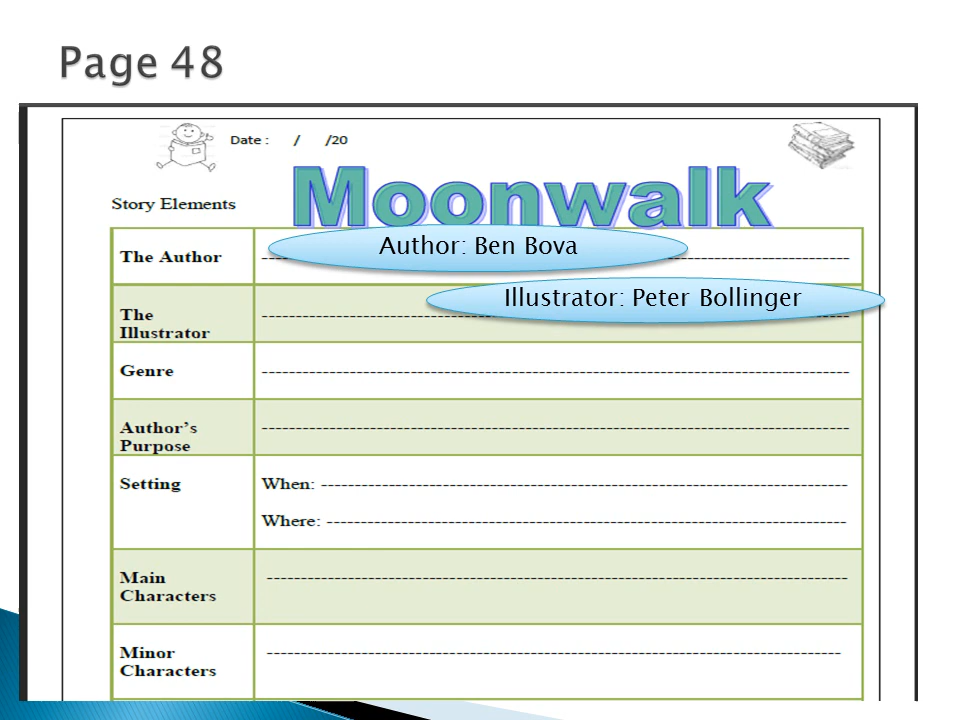 Page 48
Date : / /20
Moonwalk
Story Elements
The Author
Author: Ben Bova
The
Illustrator
Illustrator: Peter Bollinger
Genre
Author's
Purpose
Setting
When:
Where:
Main
Characters
Minor
Characters